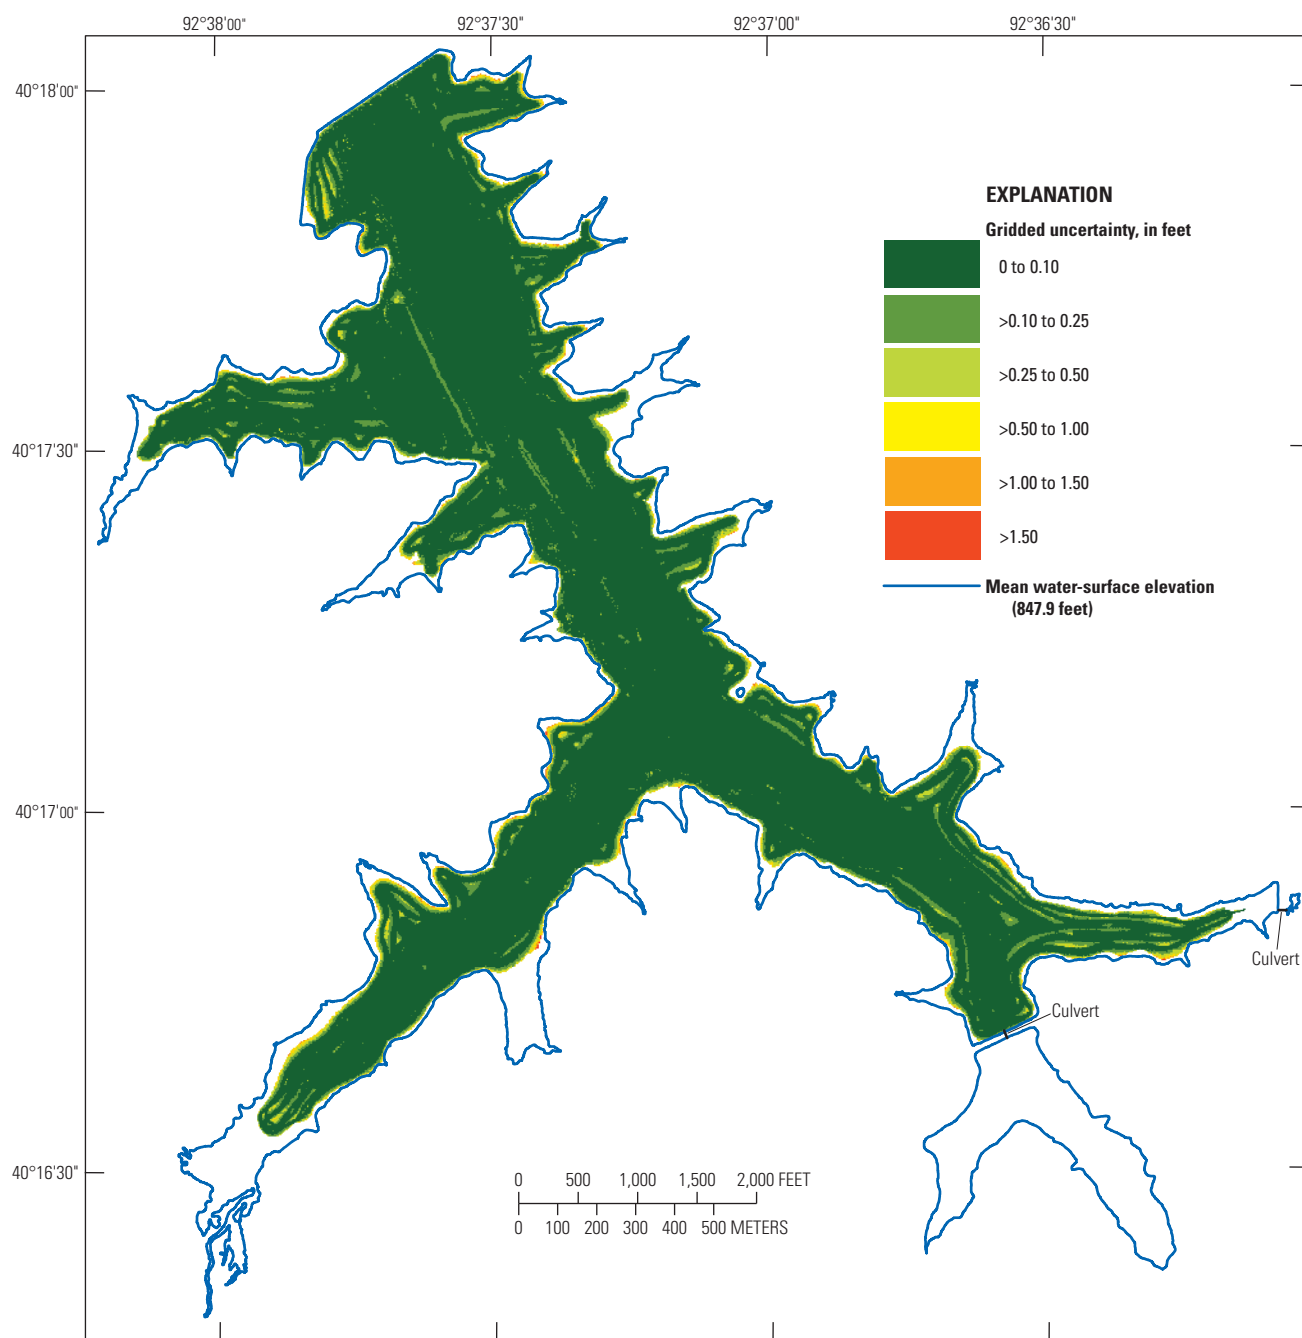 92°38'00"
92°37'30"
92°37'00"
92°36'30"
40°18'00"
EXPLANATION
Gridded uncertainty, in feet
0 to 0.10
>0.10 to 0.25
>0.25 to 0.50
>0.50 to 1.00
>1.00 to 1.50
>1.50
Mean water-surface elevation
(847.9 feet)
40°17'30"
40°17'00"
Culvert
Culvert
40°16'30"
0 500 1,000 1,500 2,000 FEET
0 100 200 300 400 500 METERS